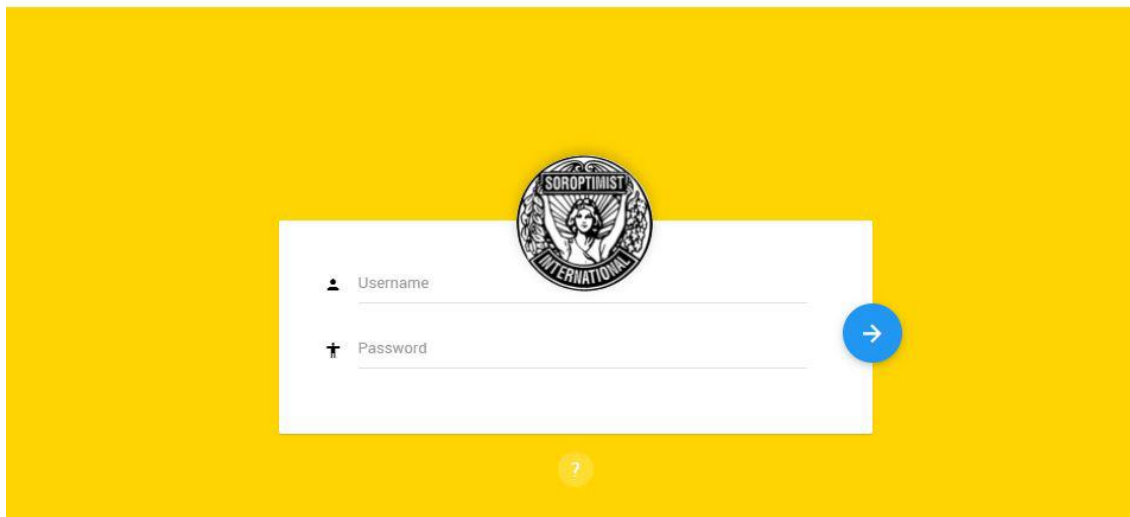 SOROPTIMIST
INTERNATIONAL
Username
Password
?